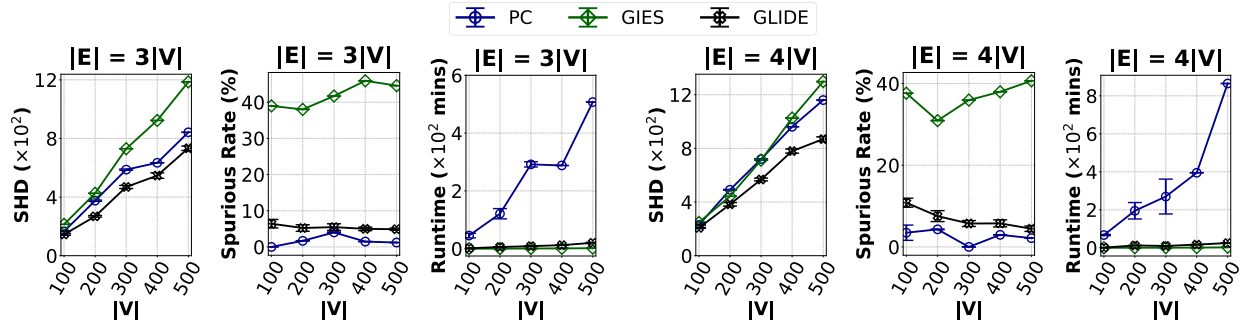 PC GIES GLIDE
|E| = 3|V|
SHD (×10²)
12
8
4
0
100 200 300 400 500
|V|
|E| = 3|V|
Spurious Rate (%)
40
30
20
10
0
100 200 300 400 500
|V|
|E| = 3|V|
Runtime (×10² mins)
6
4
2
0
100 200 300 400 500
|V|
|E| = 4|V|
SHD (×10²)
12
8
4
0
100 200 300 400 500
|V|
|E| = 4|V|
Spurious Rate (%)
40
20
0
100 200 300 400 500
|V|
|E| = 4|V|
Runtime (×10² mins)
8
6
4
2
0
100 200 300 400 500
|V|